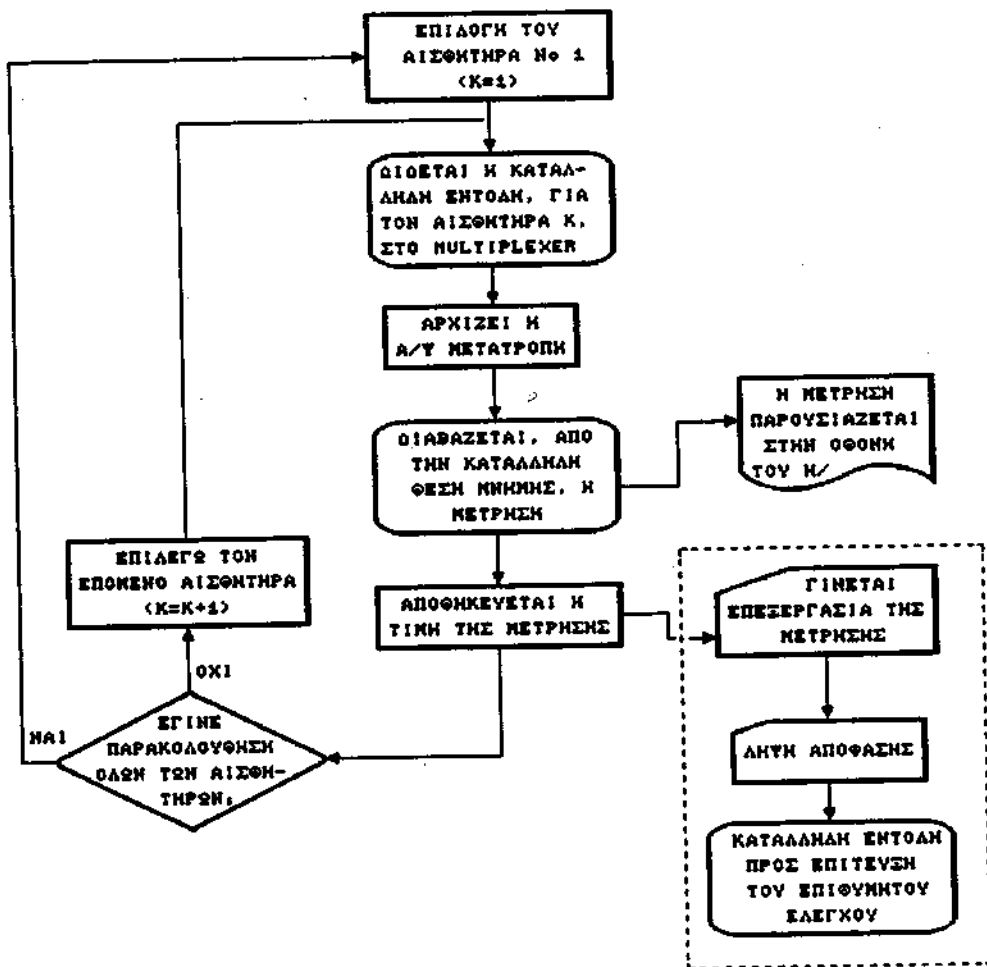 ΕΠΙΛΟΓΗ ΤΟΥ
ΑΙΣΘΗΤΗΡΑ Νο 1
(Κ=1)
ΔΙΔΕΤΑΙ Η ΚΑΤΑΛ-
ΛΗΛΗ ΕΝΤΟΛΗ, ΓΙΑ
ΤΟΝ ΑΙΣΘΗΤΗΡΑ Κ,
ΣΤΟ MULTIPLEXER
ΑΡΧΙΖΕΙ Η
Α/Ψ ΜΕΤΑΤΡΟΠΗ
ΔΙΑΒΑΖΕΤΑΙ, ΑΠΟ
ΤΗΝ ΚΑΤΑΛΛΗΛΗ
ΘΕΣΗ ΜΝΗΜΗΣ, Η
ΜΕΤΡΗΣΗ
Η ΜΕΤΡΗΣΗ
ΠΑΡΟΥΣΙΑΖΕΤΑΙ
ΣΤΗΝ ΟΘΟΝΗ
ΤΟΥ Η/
ΕΠΙΛΕΓΩ ΤΟΝ
ΕΠΟΜΕΝΟ ΑΙΣΘΗΤΗΡΑ
(Κ=Κ+1)
ΑΠΟΘΗΚΕΥΕΤΑΙ Η
ΤΙΜΗ ΤΗΣ ΜΕΤΡΗΣΗΣ
ΓΙΝΕΤΑΙ
ΕΠΕΞΕΡΓΑΣΙΑ ΤΗΣ
ΜΕΤΡΗΣΗΣ
ΟΧΙ
ΝΑΙ
ΕΓΙΝΕ
ΠΑΡΑΚΟΛΟΥΘΗΣΗ
ΟΛΩΝ ΤΩΝ ΑΙΣΘΗ-
ΤΗΡΩΝ;
ΛΗΨΗ ΑΠΟΦΑΣΗΣ
ΚΑΤΑΛΛΗΛΗ ΕΝΤΟΛΗ
ΠΡΟΣ ΕΠΙΤΕΥΞΗ
ΤΟΥ ΕΠΙΘΥΜΗΤΟΥ
ΕΛΕΓΧΟΥ